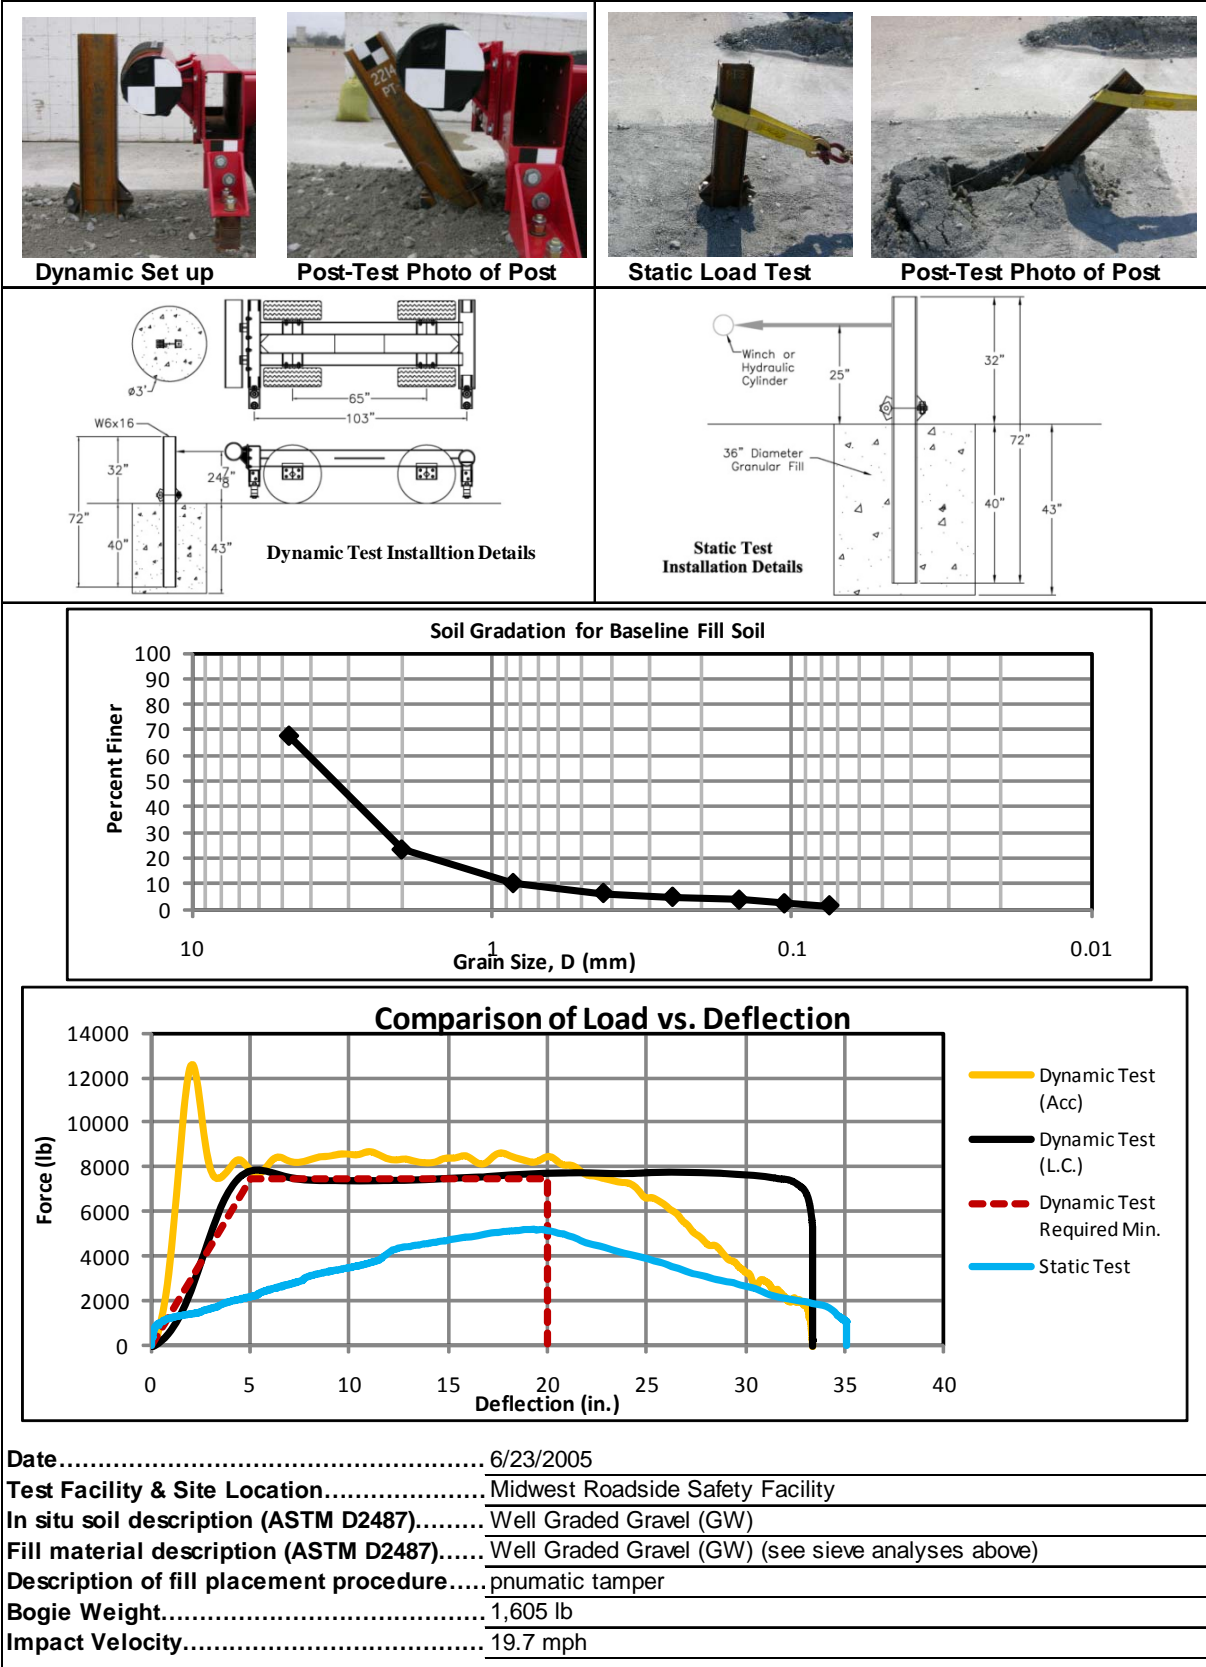 2214
PT-
PT3
Dynamic Set up
Post-Test Photo of Post
Static Load Test
Post-Test Photo of Post
ø3'
65"
103"
W6x16
32"
24 7/8"
72"
40"
43"
Dynamic Test Installtion Details
Winch or
Hydraulic
Cylinder
25"
32"
72"
36" Diameter
Granular Fill
40"
43"
Static Test
Installation Details
Soil Gradation for Baseline Fill Soil
Percent Finer
100
90
80
70
60
50
40
30
20
10
0
10
1
0.1
0.01
Grain Size, D (mm)
Comparison of Load vs. Deflection
Force (lb)
14000
12000
10000
8000
6000
4000
2000
0
0
5
10
15
20
25
30
35
40
Deflection (in.)
Dynamic Test
(Acc)
Dynamic Test
(L.C.)
Dynamic Test
Required Min.
Static Test
Date.......................................................6/23/2005
Test Facility & Site Location.....................Midwest Roadside Safety Facility
In situ soil description (ASTM D2487).........Well Graded Gravel (GW)
Fill material description (ASTM D2487)......Well Graded Gravel (GW) (see sieve analyses above)
Description of fill placement procedure.....pnumatic tamper
Bogie Weight..........................................1,605 lb
Impact Velocity.......................................19.7 mph